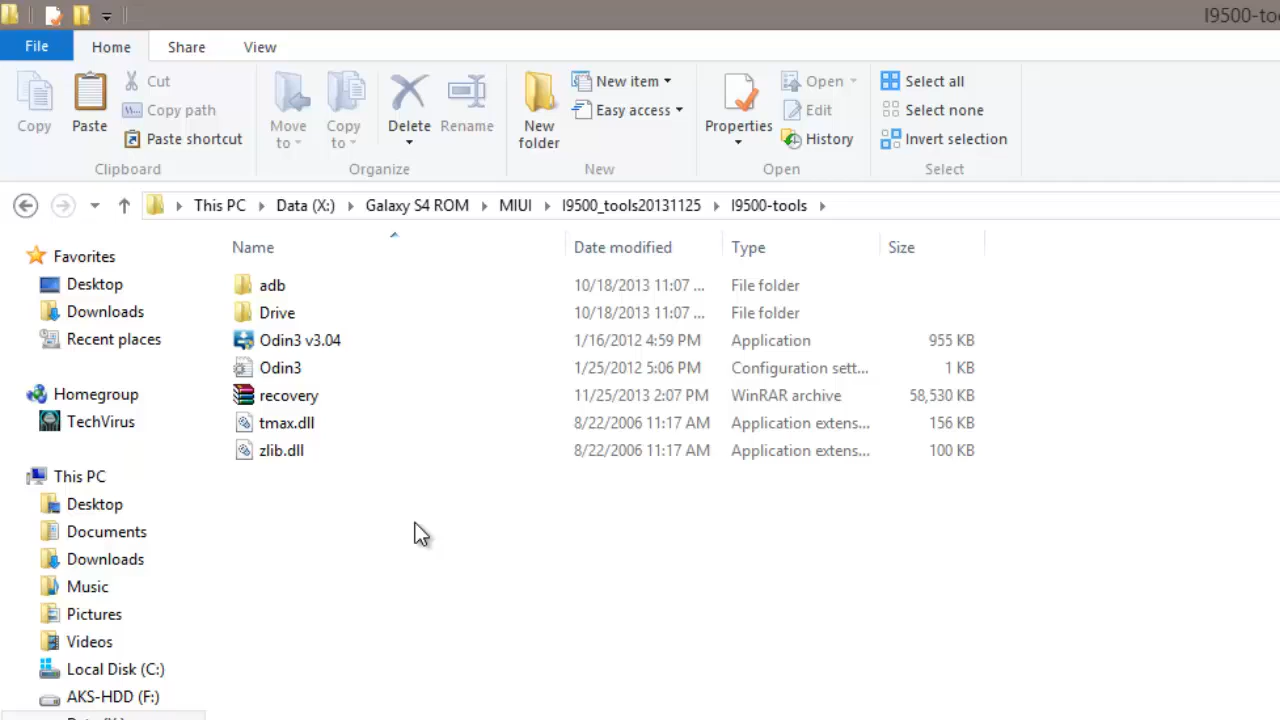 I9500-to
File Home Share View
Copy Paste Cut Copy path Paste shortcut Move to Copy to Delete Rename New folder New item Easy access Properties Open Edit History Select all Select none Invert selection
Clipboard Organize New Open Select
This PC Data (X:) Galaxy S4 ROM MIUI I9500_tools20131125 I9500-tools
Name Date modified Type Size
Favorites
Desktop
Downloads
Recent places
Homegroup
TechVirus
This PC
Desktop
Documents
Downloads
Music
Pictures
Videos
Local Disk (C:)
AKS-HDD (F:)
adb 10/18/2013 11:07 ... File folder
Drive 10/18/2013 11:07 ... File folder
Odin3 v3.04 1/16/2012 4:59 PM Application 955 KB
Odin3 1/25/2012 5:06 PM Configuration sett... 1 KB
recovery 11/25/2013 2:07 PM WinRAR archive 58,530 KB
tmax.dll 8/22/2006 11:17 AM Application extens... 156 KB
zlib.dll 8/22/2006 11:17 AM Application extens... 100 KB